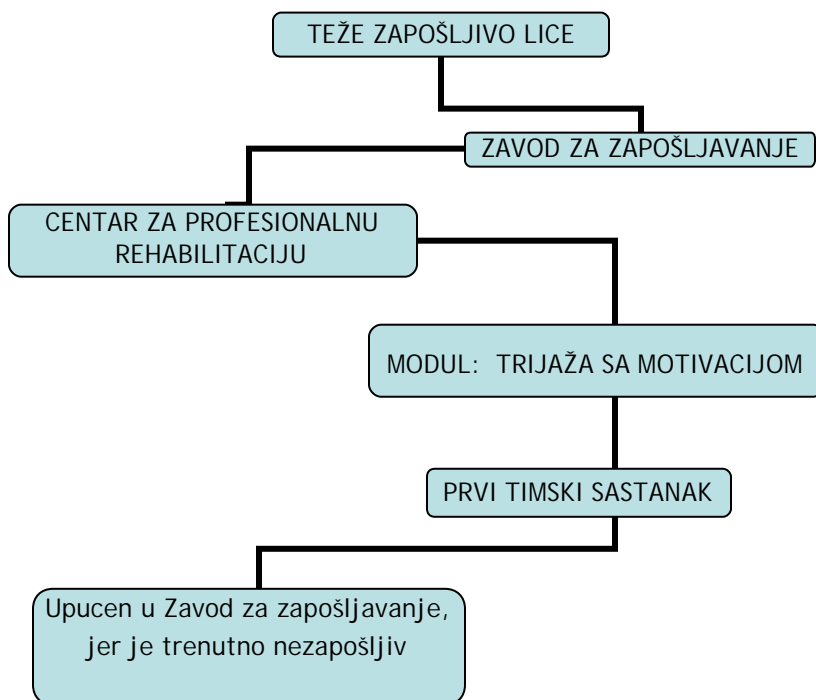 TEŽE ZAPOŠLJIVO LICE
ZAVOD ZA ZAPOŠLJAVANJE
CENTAR ZA PROFESIONALNU
REHABILITACIJU
MODUL: TRIJAŽA SA MOTIVACIJOM
PRVI TIMSKI SASTANAK
Upucen u Zavod za zapošljavanje,
jer je trenutno nezapošljiv